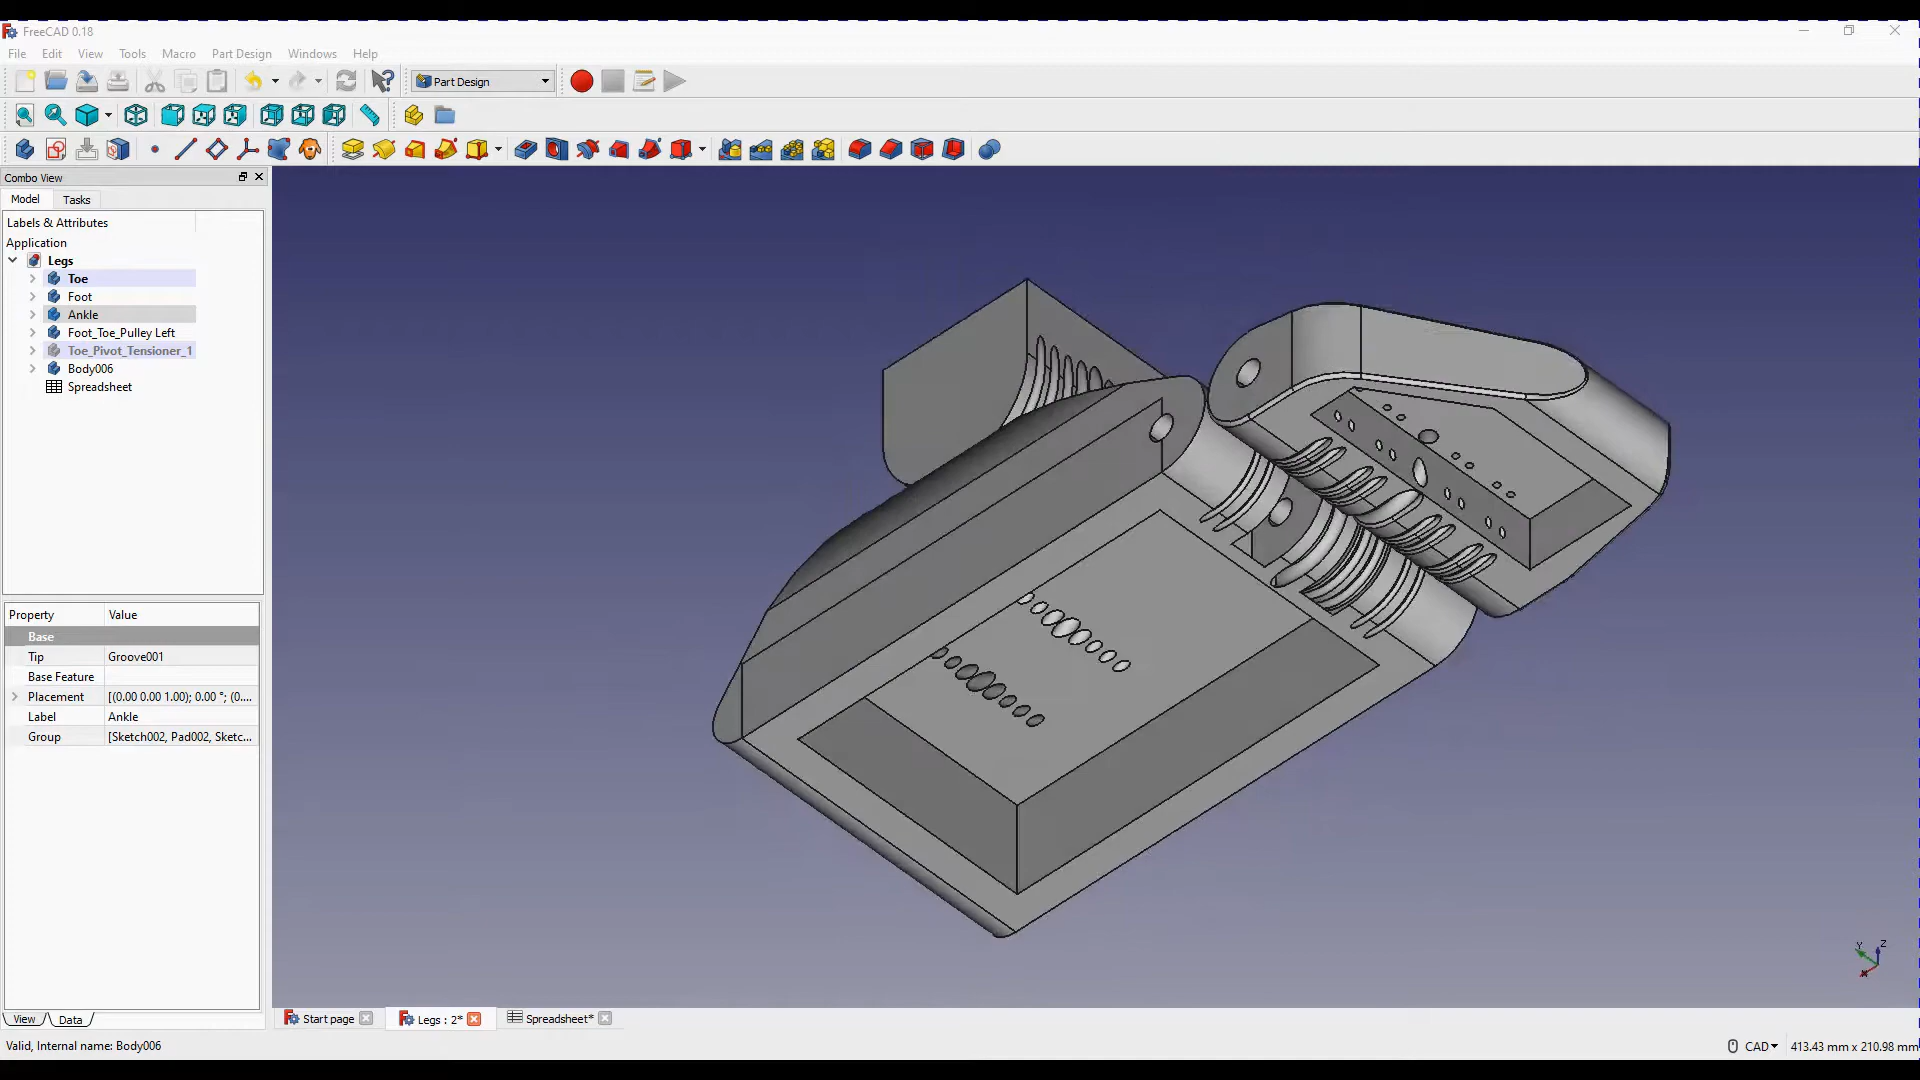 FreeCAD 0.18
File Edit View Tools Macro Part Design Windows Help
Part Design
Combo View
Model Tasks
Labels & Attributes
Application
Legs
Toe
Foot
Ankle
Foot_Toe_Pulley Left
Toe_Pivot_Tensioner_1
Body006
Spreadsheet
Property Value
Base
Tip Groove001
Base Feature
Placement [(0.00 0.00 1.00); 0.00 °; (0....
Label Ankle
Group [Sketch002, Pad002, Sketc...
Y Z
X
View Data
Start page Legs : 2* Spreadsheet*
Valid, Internal name: Body006
CAD 413.43 mm x 210.98 mm